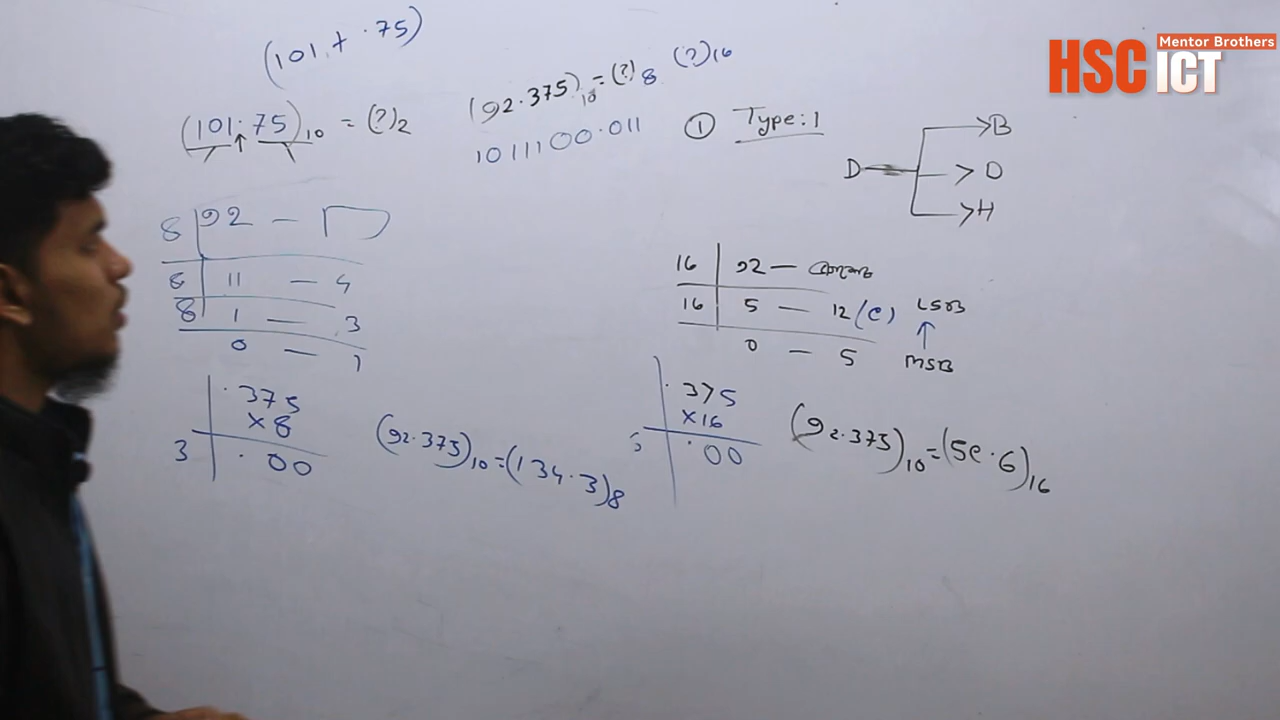 HSC ICT
Mentor Brothers
(101 + .75)
(101.75)₁₀ = (?)₂
(92.375)₁₀ = (?)₈ (?)₁₆
1011100.011
① Type:1
D → B
→ O
→ H
8 | 92 —
8 | 11 — 4
8 | 1 — 3
0 — 1
.375
×8
3 | .00
(92.375)₁₀ = (134.3)₈
16 | 92 —
16 | 5 — 12(C) LSB
0 — 5 MSB
.375
×16
.00
(92.375)₁₀ = (5C.6)₁₆